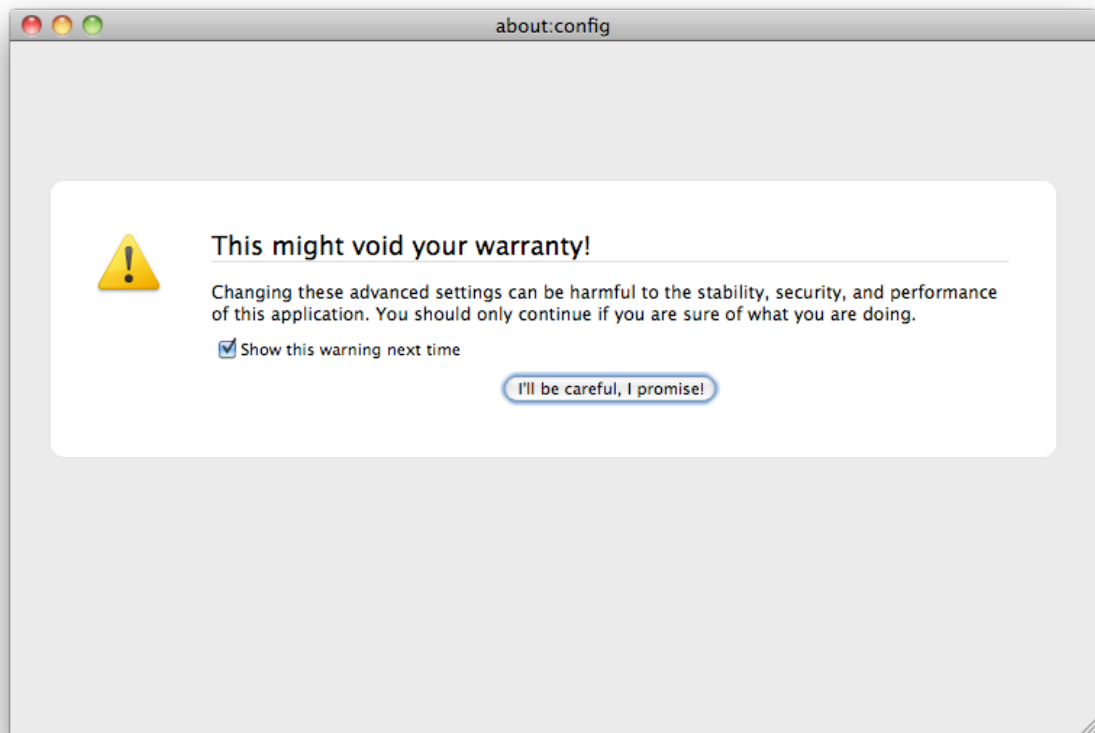 about:config
This might void your warranty!
Changing these advanced settings can be harmful to the stability, security, and performance
of this application. You should only continue if you are sure of what you are doing.
Show this warning next time
I'll be careful, I promise!